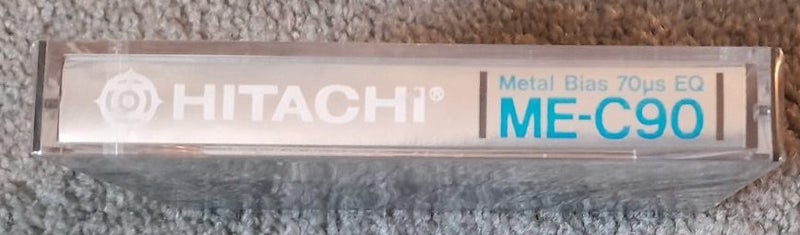 HITACHI®
Metal Bias 70µs EQ
ME-C90